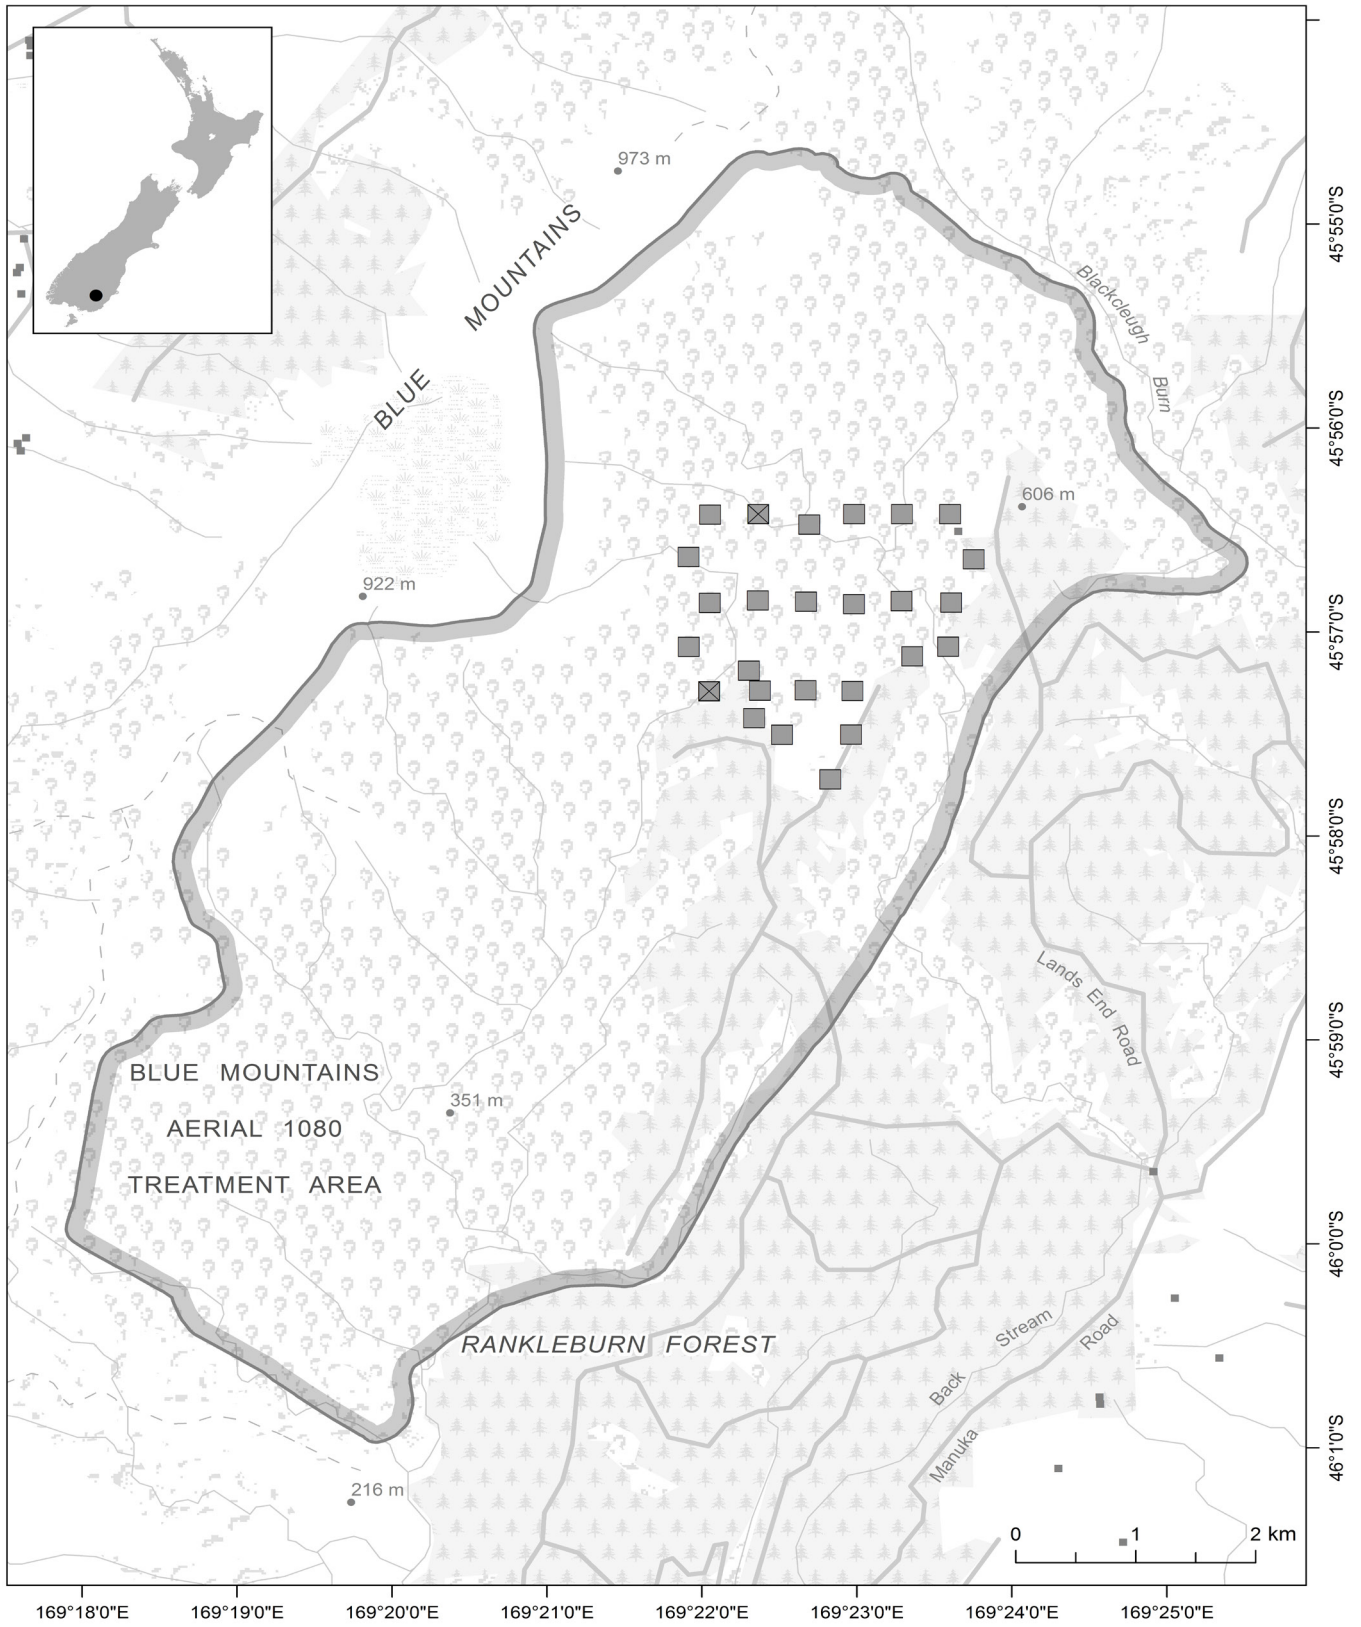 973 m
MOUNTAINS
BLUE
Blackcleugh
Burn
606 m
922 m
BLUE MOUNTAINS
AERIAL 1080
TREATMENT AREA
351 m
Lands End Road
RANKLEBURN FOREST
Back Stream
Manuka Road
216 m
0 1 2 km
45°55'0"S
45°56'0"S
45°57'0"S
45°58'0"S
45°59'0"S
46°0'0"S
46°1'0"S
169°18'0"E 169°19'0"E 169°20'0"E 169°21'0"E 169°22'0"E 169°23'0"E 169°24'0"E 169°25'0"E